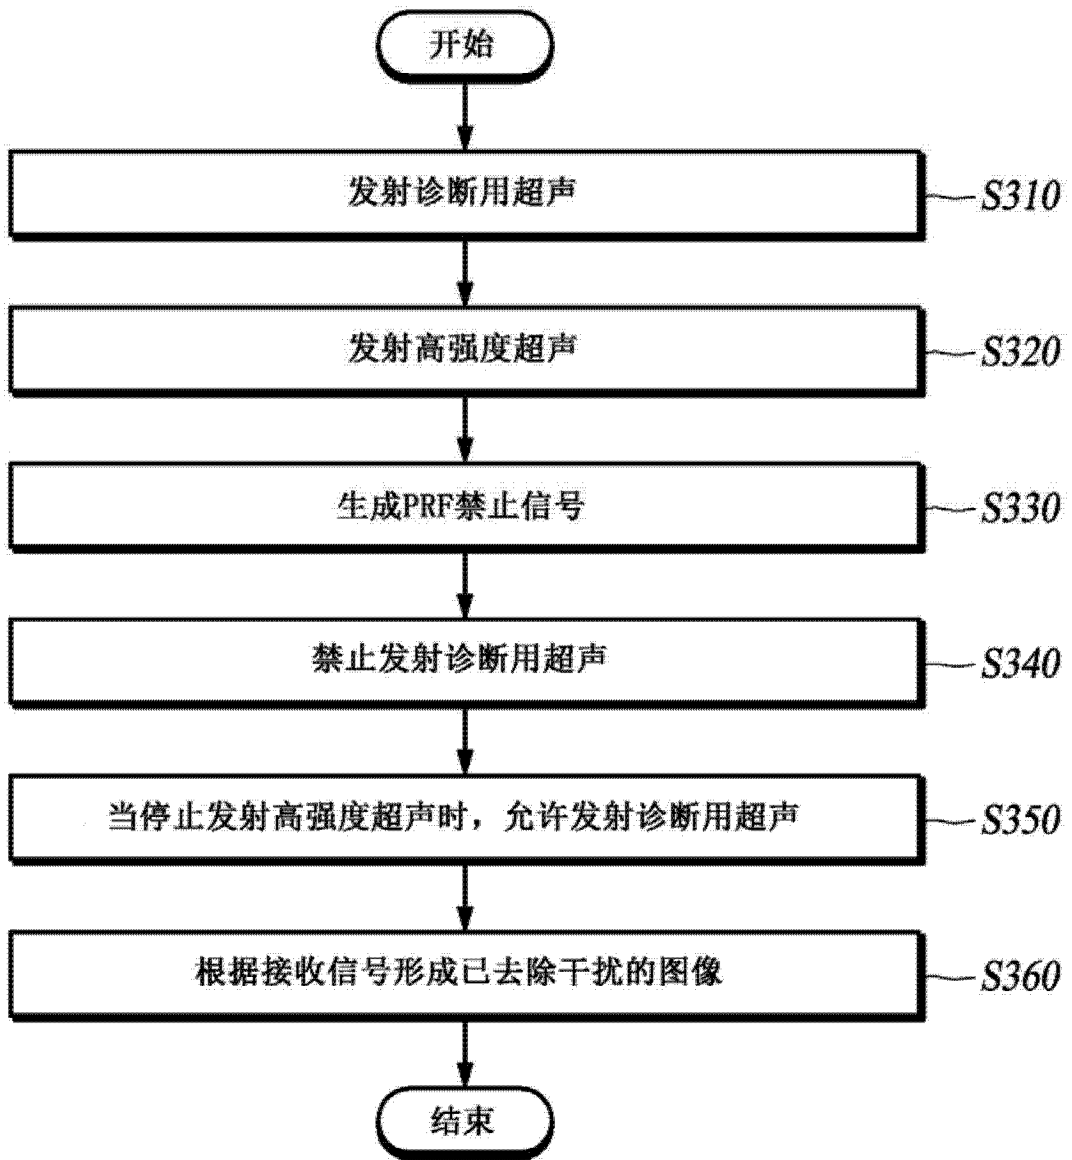 开始
发射诊断用超声
S310
发射高强度超声
S320
生成PRF禁止信号
S330
禁止发射诊断用超声
S340
当停止发射高强度超声时，允许发射诊断用超声
S350
根据接收信号形成已去除干扰的图像
S360
结束